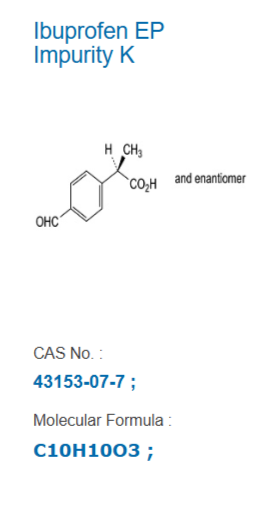 Ibuprofen EP
Impurity K
H CH3
CO2H and enantiomer
OHC
CAS No. :
43153-07-7 ;
Molecular Formula :
C10H10O3 ;